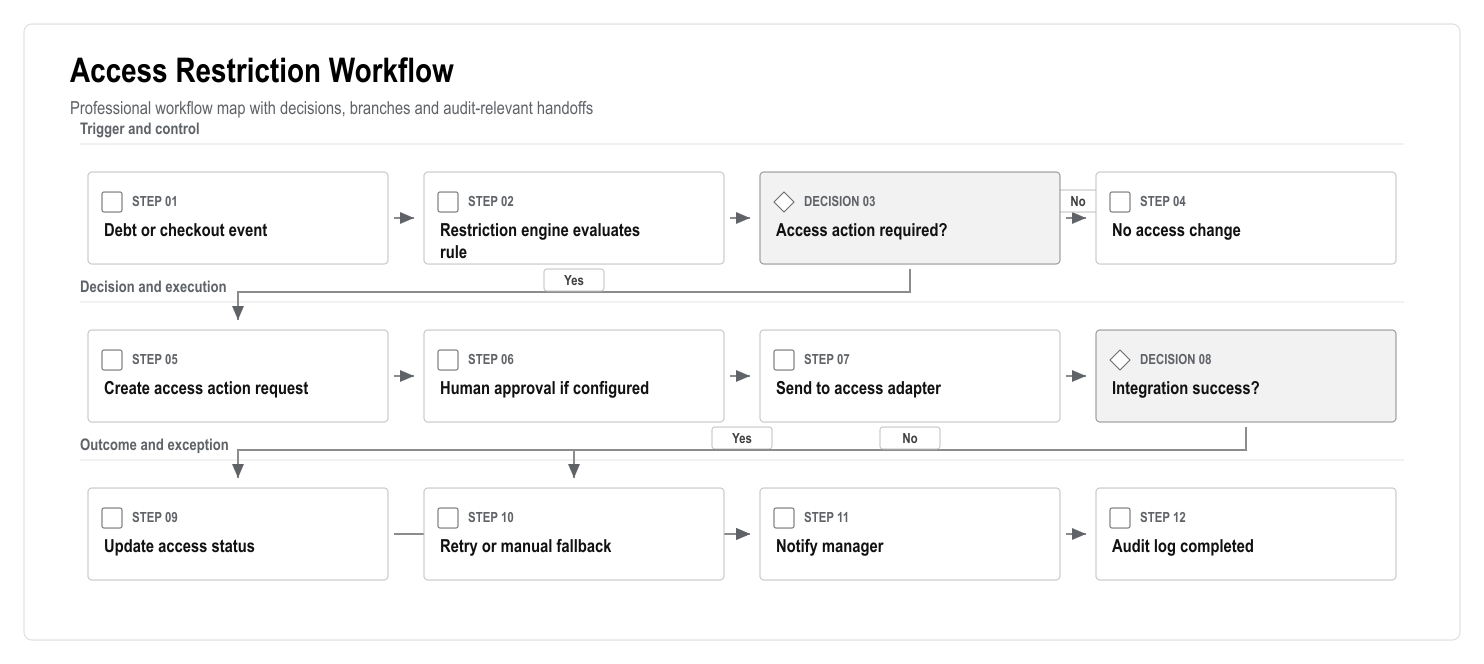 Access Restriction Workflow
Professional workflow map with decisions, branches and audit-relevant handoffs
Trigger and control
STEP 01
Debt or checkout event
STEP 02
Restriction engine evaluates
rule
DECISION 03
Access action required?
No
STEP 04
No access change
Yes
Decision and execution
STEP 05
Create access action request
STEP 06
Human approval if configured
STEP 07
Send to access adapter
DECISION 08
Integration success?
Yes
No
Outcome and exception
STEP 09
Update access status
STEP 10
Retry or manual fallback
STEP 11
Notify manager
STEP 12
Audit log completed